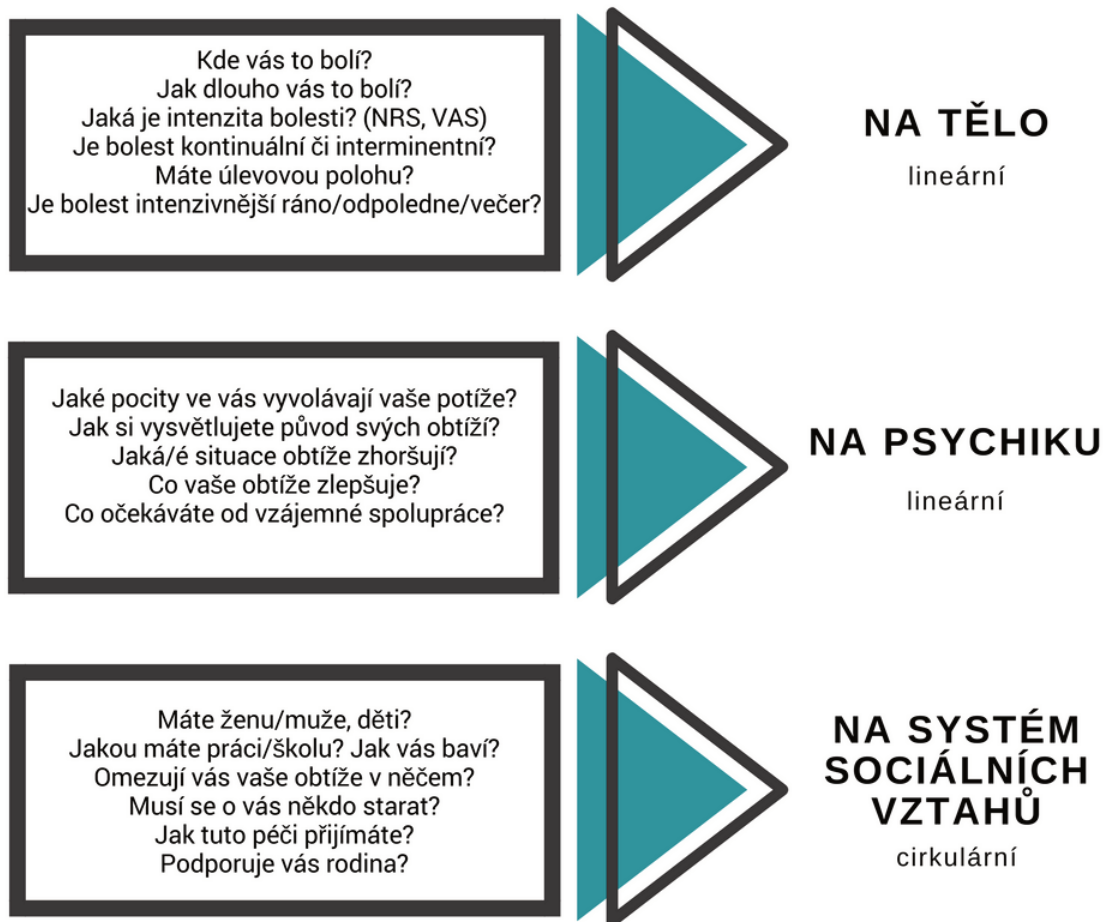 Kde vás to bolí?
Jak dlouho vás to bolí?
Jaká je intenzita bolesti? (NRS, VAS)
Je bolest kontinuální či interminentní?
Máte úlevovou polohu?
Je bolest intenzivnější ráno/odpoledne/večer?
NA TĚLO
lineární
Jaké pocity ve vás vyvolávají vaše potíže?
Jak si vysvětlujete původ svých obtíží?
Jaká/é situace obtíže zhoršují?
Co vaše obtíže zlepšuje?
Co očekáváte od vzájemné spolupráce?
NA PSYCHIKU
lineární
Máte ženu/muže, děti?
Jakou máte práci/školu? Jak vás baví?
Omezují vás vaše obtíže v něčem?
Musí se o vás někdo starat?
Jak tuto péči přijímáte?
Podporuje vás rodina?
NA SYSTÉM
SOCIÁLNÍCH
VZTAHŮ
cirkulární